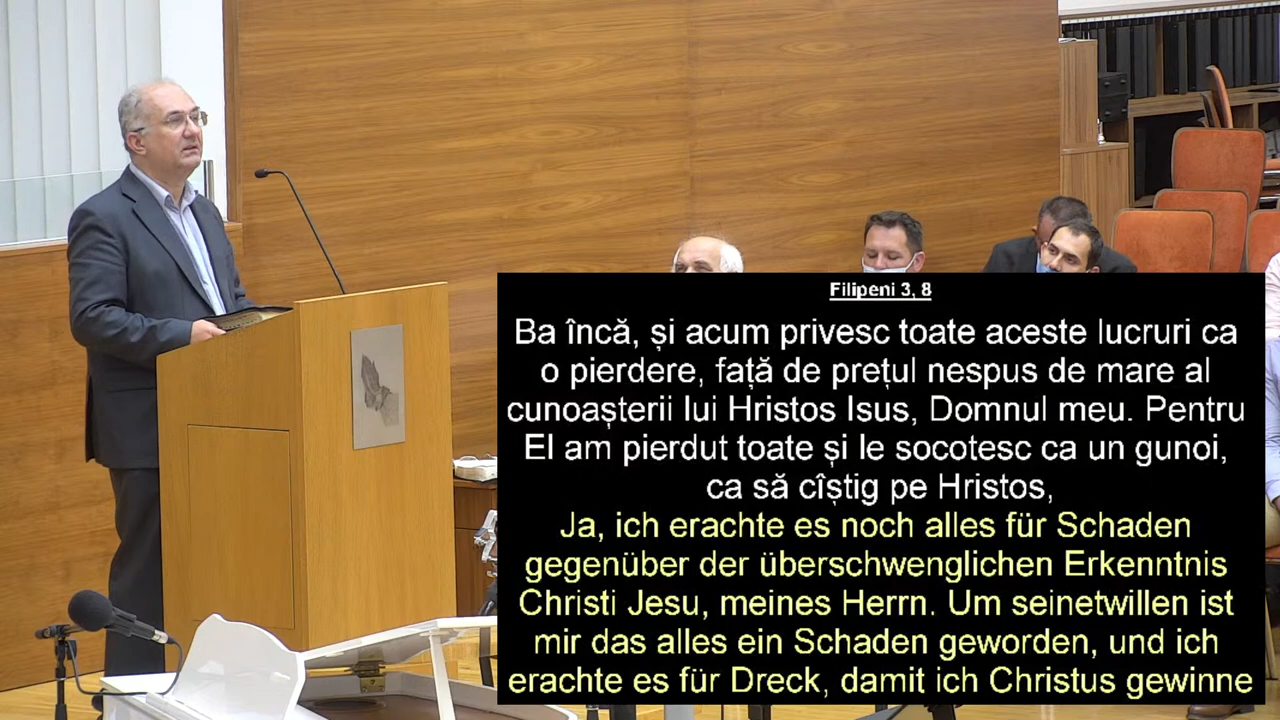 Filipeni 3, 8
Ba încă, și acum privesc toate aceste lucruri ca
o pierdere, față de prețul nespus de mare al
cunoașterii lui Hristos Isus, Domnul meu. Pentru
El am pierdut toate și le socotesc ca un gunoi,
ca să cîștig pe Hristos,
Ja, ich erachte es noch alles für Schaden
gegenüber der überschwenglichen Erkenntnis
Christi Jesu, meines Herrn. Um seinetwillen ist
mir das alles ein Schaden geworden, und ich
erachte es für Dreck, damit ich Christus gewinne